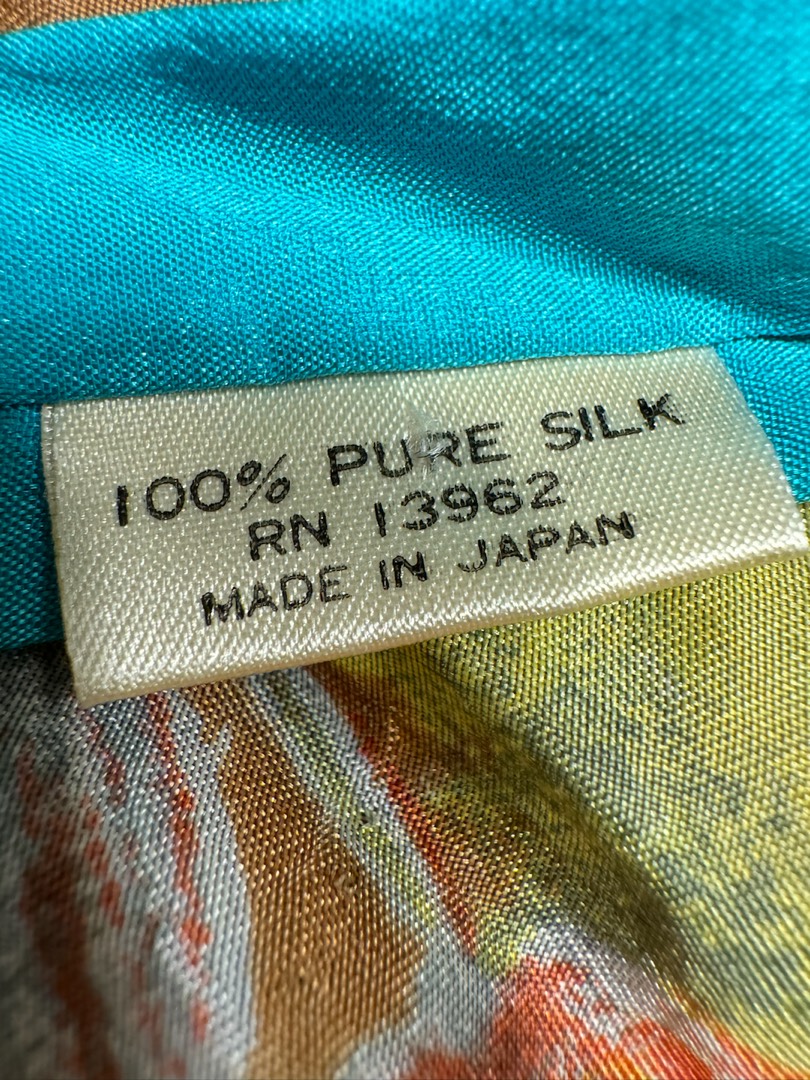 100% PURE SILK
RN 13962
MADE IN JAPAN